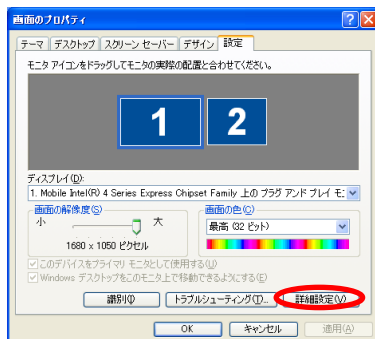 画面のプロパティ
テーマ デスクトップ スクリーン セーバー デザイン 設定
モニタ アイコンをドラッグしてモニタの実際の配置と合わせてください。
1 2
ディスプレイ(D):
1. Mobile Intel(R) 4 Series Express Chipset Family 上の プラグ アンド プレイ モ:
画面の解像度(S)
小 大
1680 x 1050 ピクセル
画面の色(C)
最高 (32 ビット)
このデバイスをプライマリ モニタとして使用する(U)
Windows デスクトップをこのモニタ上で移動できるようにする(E)
識別(I) トラブルシューティング(T)... 詳細設定(V)
OK キャンセル 適用(A)